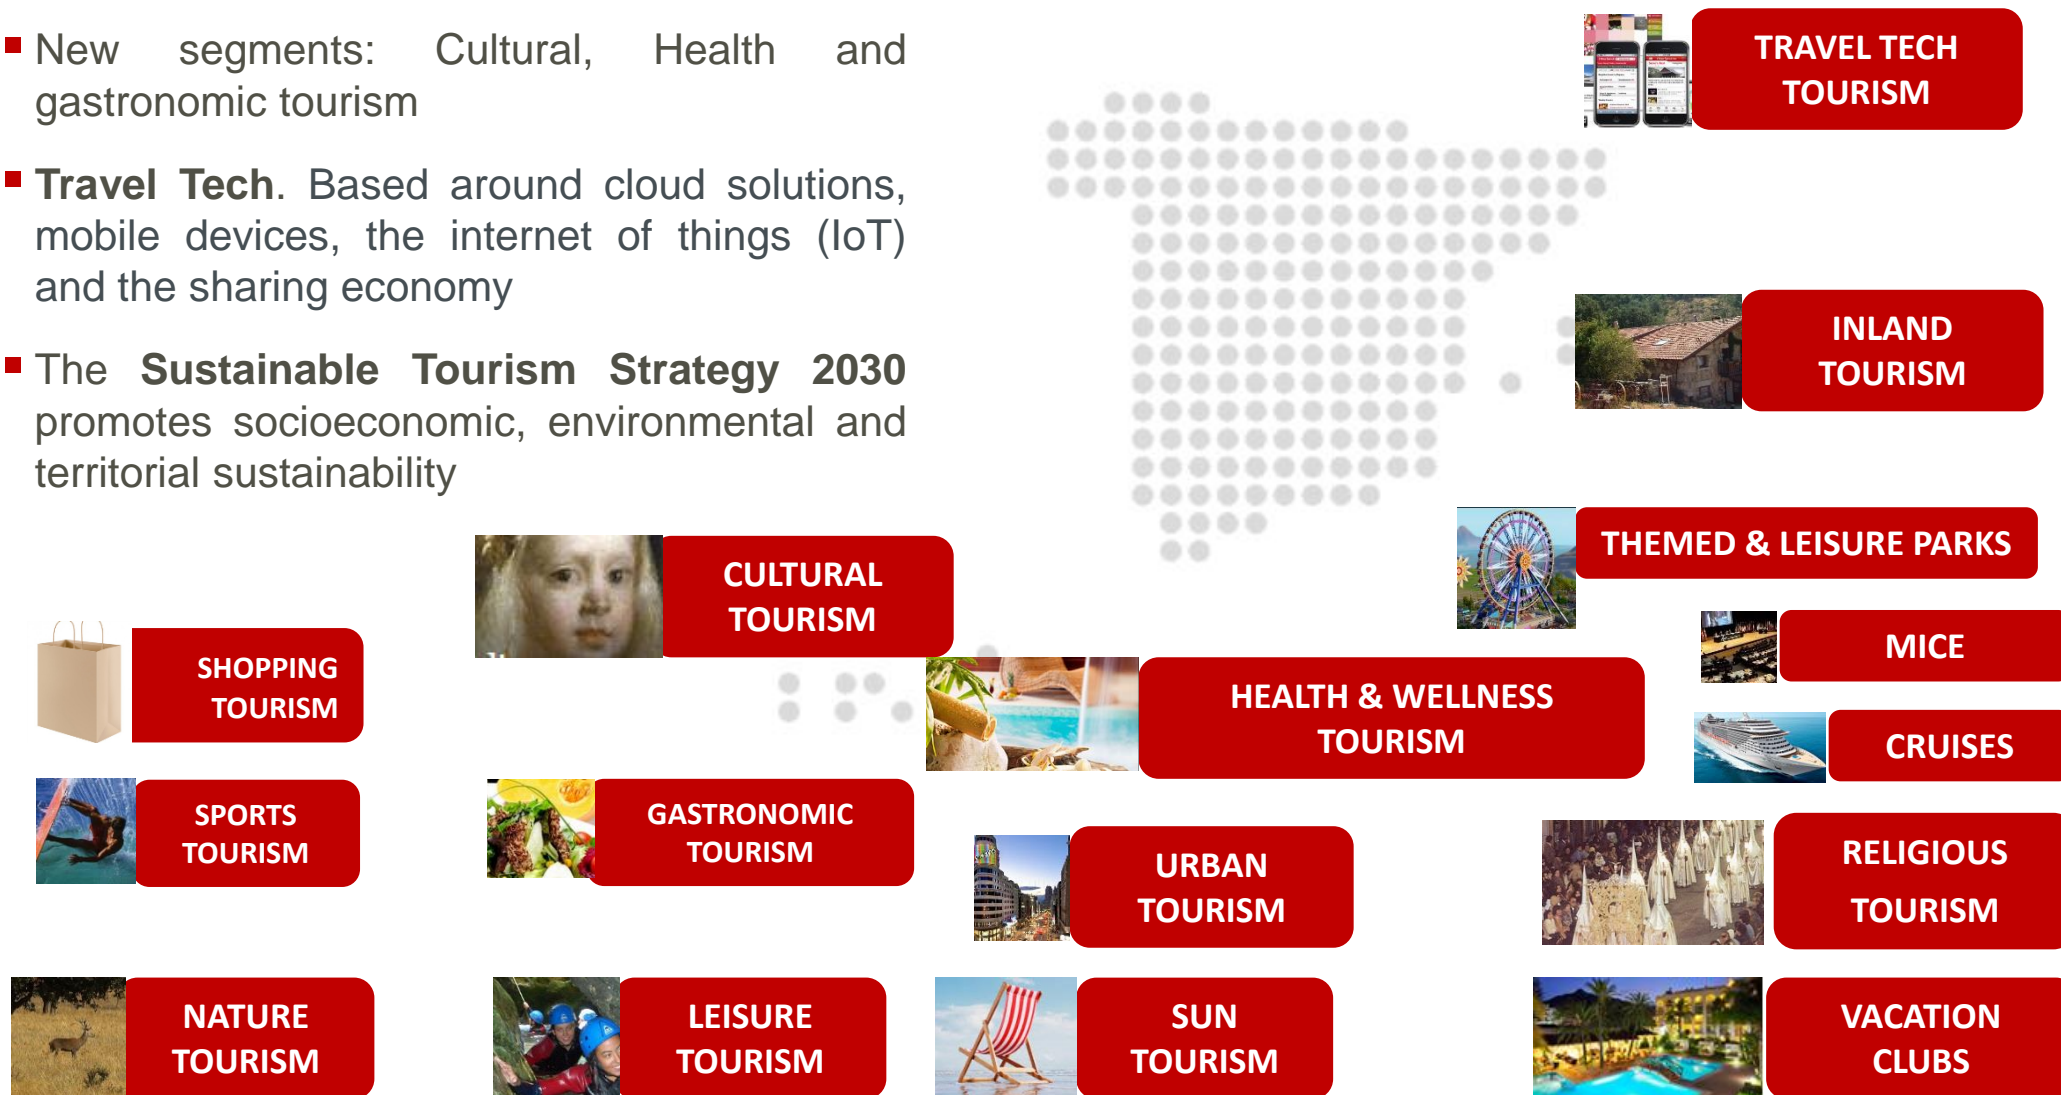 New segments: Cultural, Health and
gastronomic tourism
Travel Tech. Based around cloud solutions,
mobile devices, the internet of things (IoT)
and the sharing economy
The Sustainable Tourism Strategy 2030
promotes socioeconomic, environmental and
territorial sustainability
TRAVEL TECH
TOURISM
INLAND
TOURISM
THEMED & LEISURE PARKS
CULTURAL
TOURISM
SHOPPING
TOURISM
HEALTH & WELLNESS
TOURISM
MICE
CRUISES
SPORTS
TOURISM
GASTRONOMIC
TOURISM
URBAN
TOURISM
RELIGIOUS
TOURISM
NATURE
TOURISM
LEISURE
TOURISM
SUN
TOURISM
VACATION
CLUBS